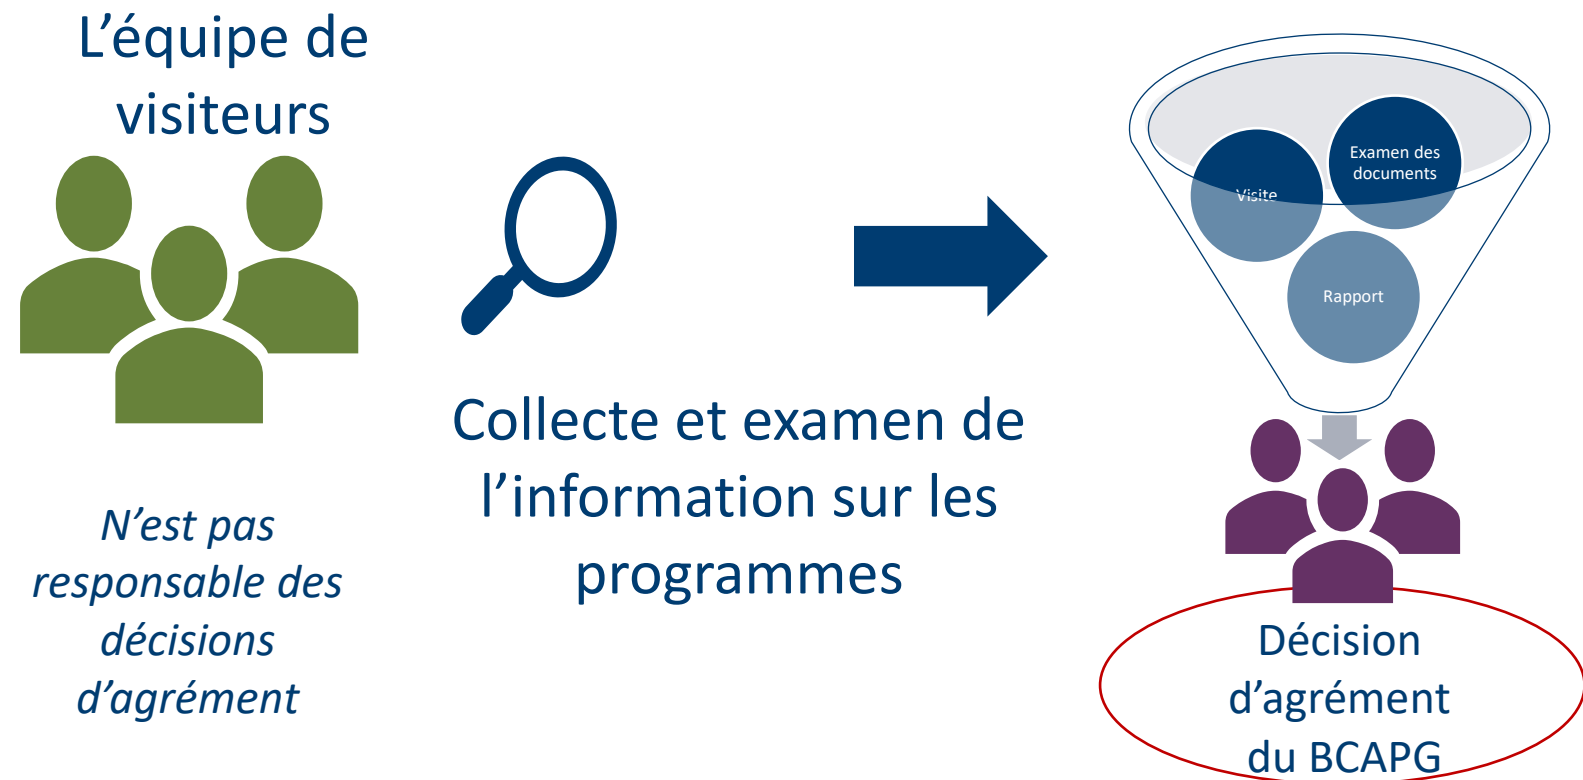 L’équipe de
visiteurs
N’est pas
responsable des
décisions
d’agrément
Collecte et examen de
l’information sur les
programmes
Visite
Examen des
documents
Rapport
Décision
d’agrément
du BCAPG